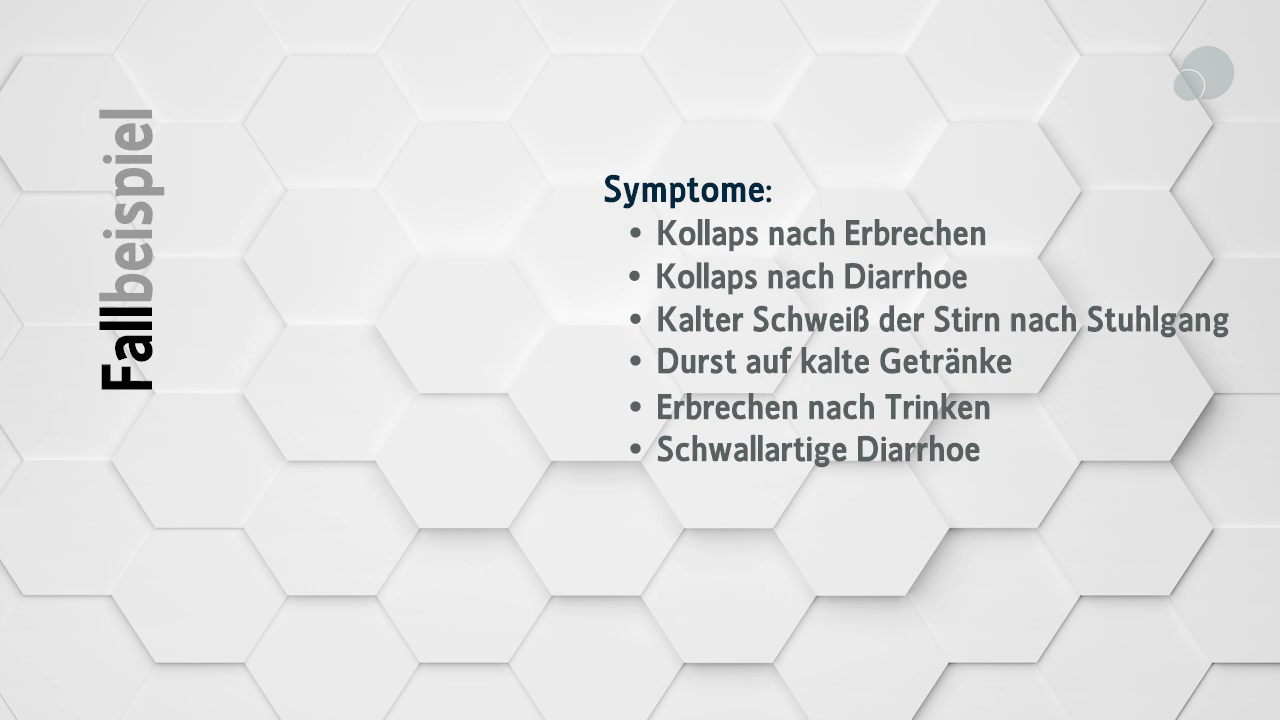 Fallbeispiel
Symptome:
• Kollaps nach Erbrechen
• Kollaps nach Diarrhoe
• Kalter Schweiß der Stirn nach Stuhlgang
• Durst auf kalte Getränke
• Erbrechen nach Trinken
• Schwallartige Diarrhoe